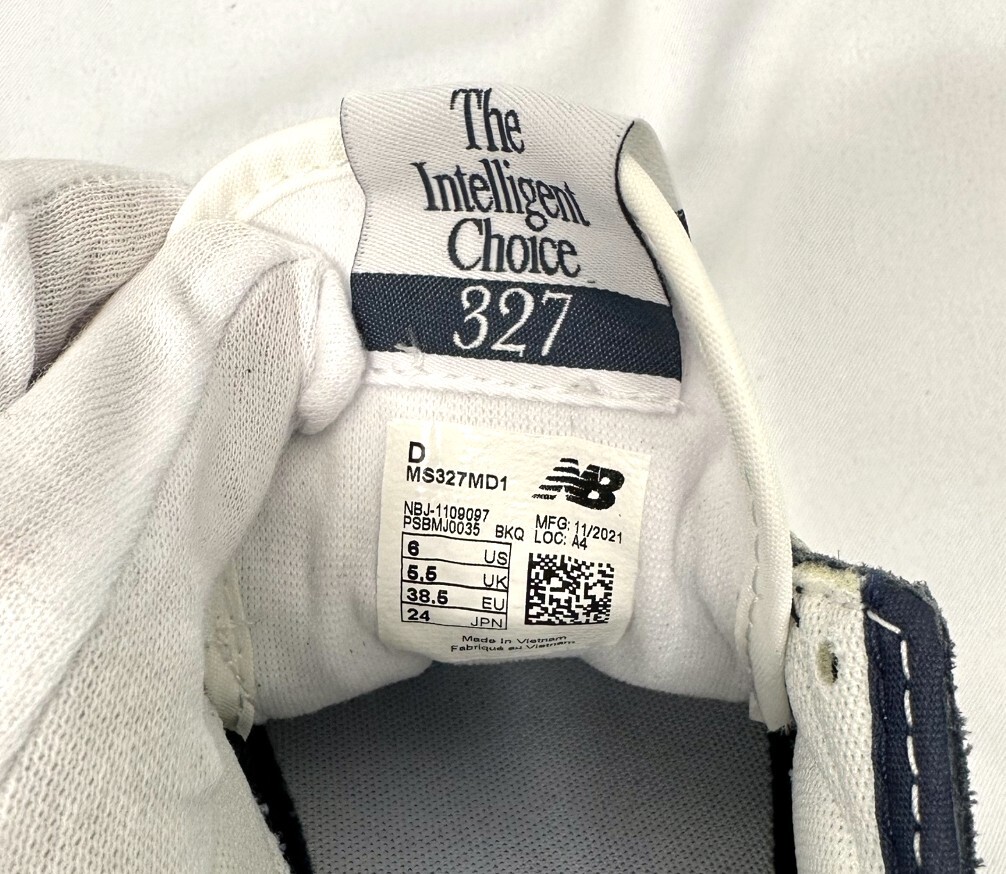 The
Intelligent
Choice
327
D
MS327MD1
NB
NBJ-1109097
PSBMJ0035 BKQ
MFG: 11/2021
LOC: A4
6 US
5.5 UK
38.5 EU
24 JPN
Made In Vietnam
Fabriqué au Vietnam